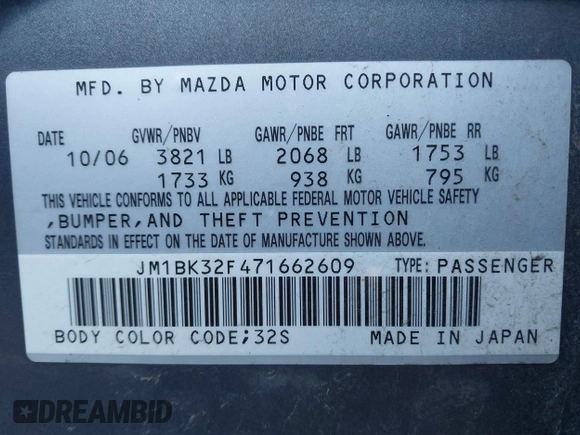 MFD. BY MAZDA MOTOR CORPORATION
DATE GVWR/PNBV GAWR/PNBE FRT GAWR/PNBE RR
10/06 3821 LB 2068 LB 1753 LB
1733 KG 938 KG 795 KG
THIS VEHICLE CONFORMS TO ALL APPLICABLE FEDERAL MOTOR VEHICLE SAFETY
,BUMPER,AND THEFT PREVENTION
STANDARDS IN EFFECT ON THE DATE OF MANUFACTURE SHOWN ABOVE.
JM1BK32F471662609 TYPE: PASSENGER
BODY COLOR CODE;32S MADE IN JAPAN
DREAMBID